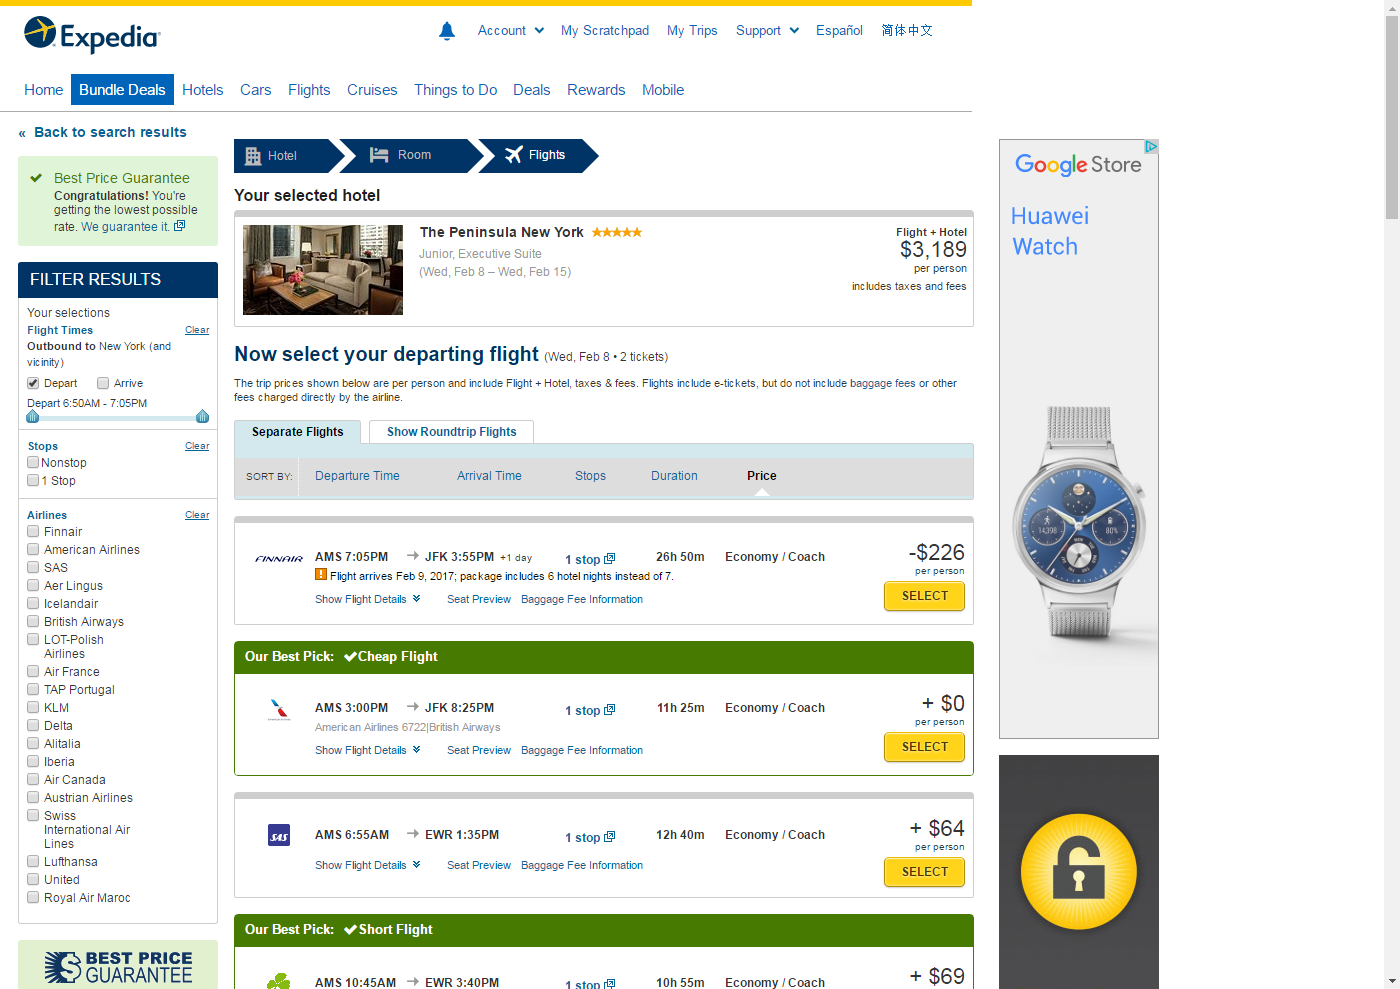 Expedia
Account
My Scratchpad
My Trips
Support
Español
简体中文
Home
Bundle Deals
Hotels
Cars
Flights
Cruises
Things to Do
Deals
Rewards
Mobile
« Back to search results
Best Price Guarantee
Congratulations! You're
getting the lowest possible
rate. We guarantee it.
FILTER RESULTS
Your selections
Flight Times Clear
Outbound to New York (and
vicinity)
Depart Arrive
Depart 6:50AM - 7:05PM
Stops Clear
Nonstop
1 Stop
Airlines Clear
Finnair
American Airlines
SAS
Aer Lingus
Icelandair
British Airways
LOT-Polish
Airlines
Air France
TAP Portugal
KLM
Delta
Alitalia
Iberia
Air Canada
Austrian Airlines
Swiss
International Air
Lines
Lufthansa
United
Royal Air Maroc
BEST PRICE
GUARANTEE
Hotel
Room
Flights
Your selected hotel
The Peninsula New York
Junior, Executive Suite
(Wed, Feb 8 – Wed, Feb 15)
Flight + Hotel
$3,189
per person
includes taxes and fees
Now select your departing flight (Wed, Feb 8 • 2 tickets)
The trip prices shown below are per person and include Flight + Hotel, taxes & fees. Flights include e-tickets, but do not include baggage fees or other
fees charged directly by the airline.
Separate Flights
Show Roundtrip Flights
SORT BY: Departure Time Arrival Time Stops Duration Price
FINNAIR
AMS 7:05PM JFK 3:55PM +1 day 1 stop 26h 50m Economy / Coach
-$226
per person
Flight arrives Feb 9, 2017; package includes 6 hotel nights instead of 7.
Show Flight Details Seat Preview Baggage Fee Information
SELECT
Our Best Pick: Cheap Flight
AMS 3:00PM JFK 8:25PM 1 stop 11h 25m Economy / Coach
+ $0
per person
American Airlines 6722|British Airways
Show Flight Details Seat Preview Baggage Fee Information
SELECT
SAS
AMS 6:55AM EWR 1:35PM 1 stop 12h 40m Economy / Coach
+ $64
per person
Show Flight Details Seat Preview Baggage Fee Information
SELECT
Our Best Pick: Short Flight
AMS 10:45AM EWR 3:40PM 1 stop 10h 55m Economy / Coach
+ $69
Google Store
Huawei
Watch
14,398
80%